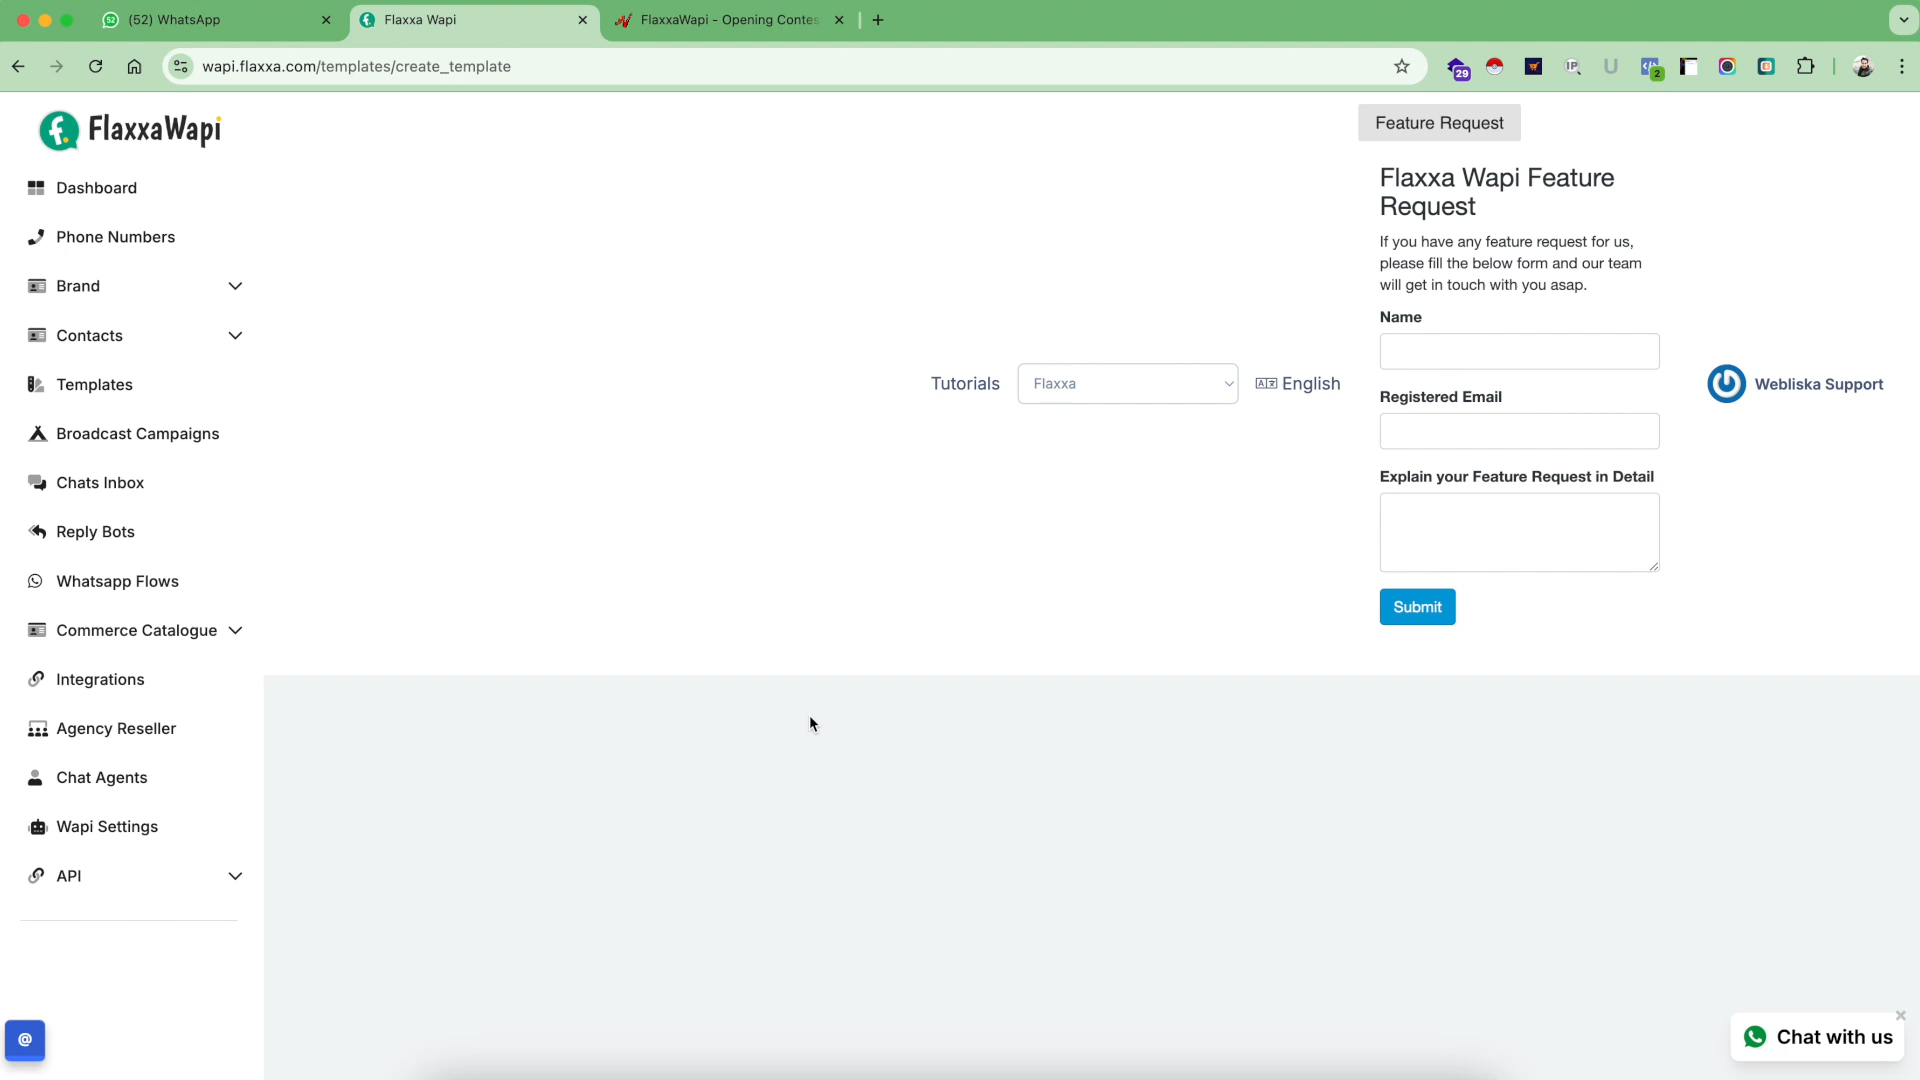 (52) WhatsApp
Flaxxa Wapi
FlaxxaWapi - Opening Contes
wapi.flaxxa.com/templates/create_template
29
IP
U
2
FlaxxaWapi
Dashboard
Phone Numbers
Brand
Contacts
Templates
Broadcast Campaigns
Chats Inbox
Reply Bots
Whatsapp Flows
Commerce Catalogue
Integrations
Agency Reseller
Chat Agents
Wapi Settings
API
@
Tutorials
Flaxxa
English
Feature Request
Flaxxa Wapi Feature
Request
If you have any feature request for us,
please fill the below form and our team
will get in touch with you asap.
Name
Registered Email
Explain your Feature Request in Detail
Submit
Webliska Support
Chat with us